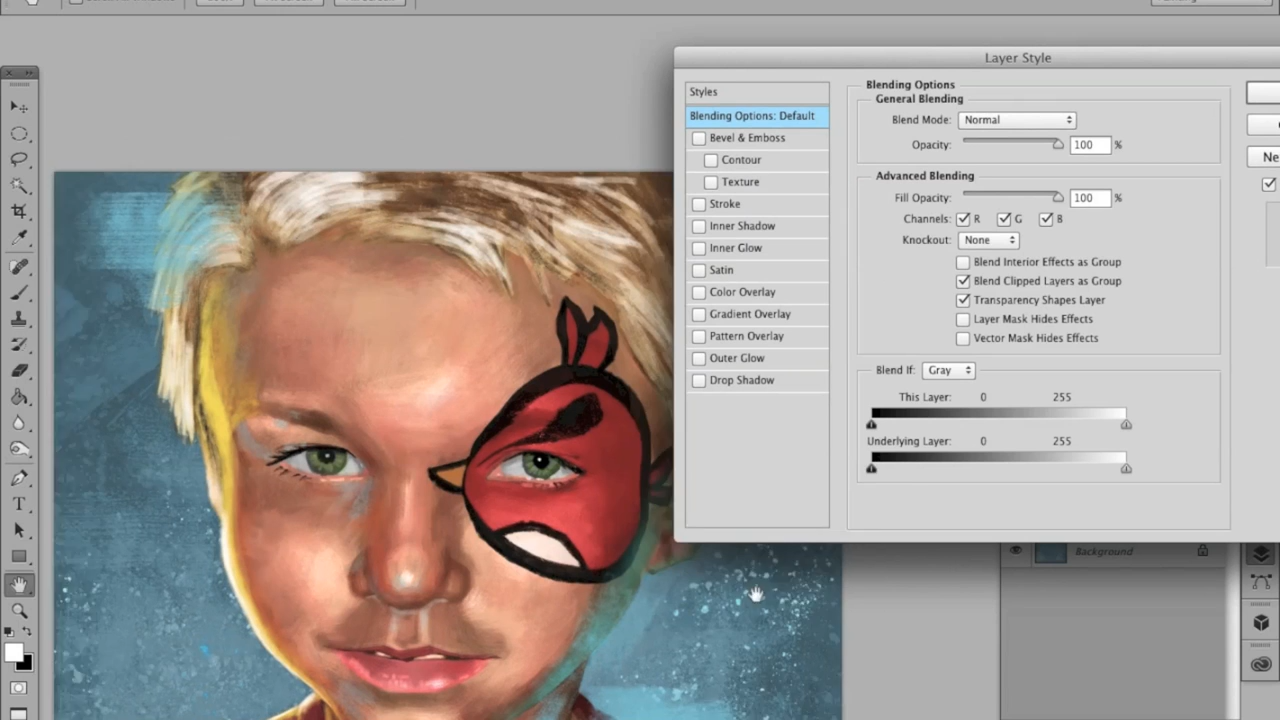 Layer Style
Styles
Blending Options: Default
Bevel & Emboss
Contour
Texture
Stroke
Inner Shadow
Inner Glow
Satin
Color Overlay
Gradient Overlay
Pattern Overlay
Outer Glow
Drop Shadow
Blending Options
General Blending
Blend Mode: Normal
Opacity: 100 %
Advanced Blending
Fill Opacity: 100 %
Channels: R G B
Knockout: None
Blend Interior Effects as Group
Blend Clipped Layers as Group
Transparency Shapes Layer
Layer Mask Hides Effects
Vector Mask Hides Effects
Blend If: Gray
This Layer: 0 255
Underlying Layer: 0 255
Ne
Background
T